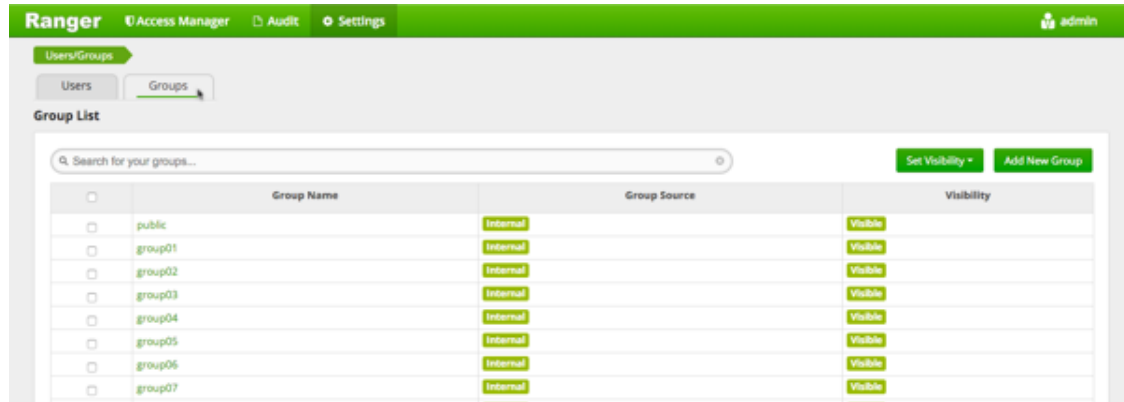 Ranger Access Manager Audit Settings admin
Users/Groups
Users Groups
Group List
Search for your groups... Set Visibility Add New Group
Group Name Group Source Visibility
public Internal Visible
group01 Internal Visible
group02 Internal Visible
group03 Internal Visible
group04 Internal Visible
group05 Internal Visible
group06 Internal Visible
group07 Internal Visible